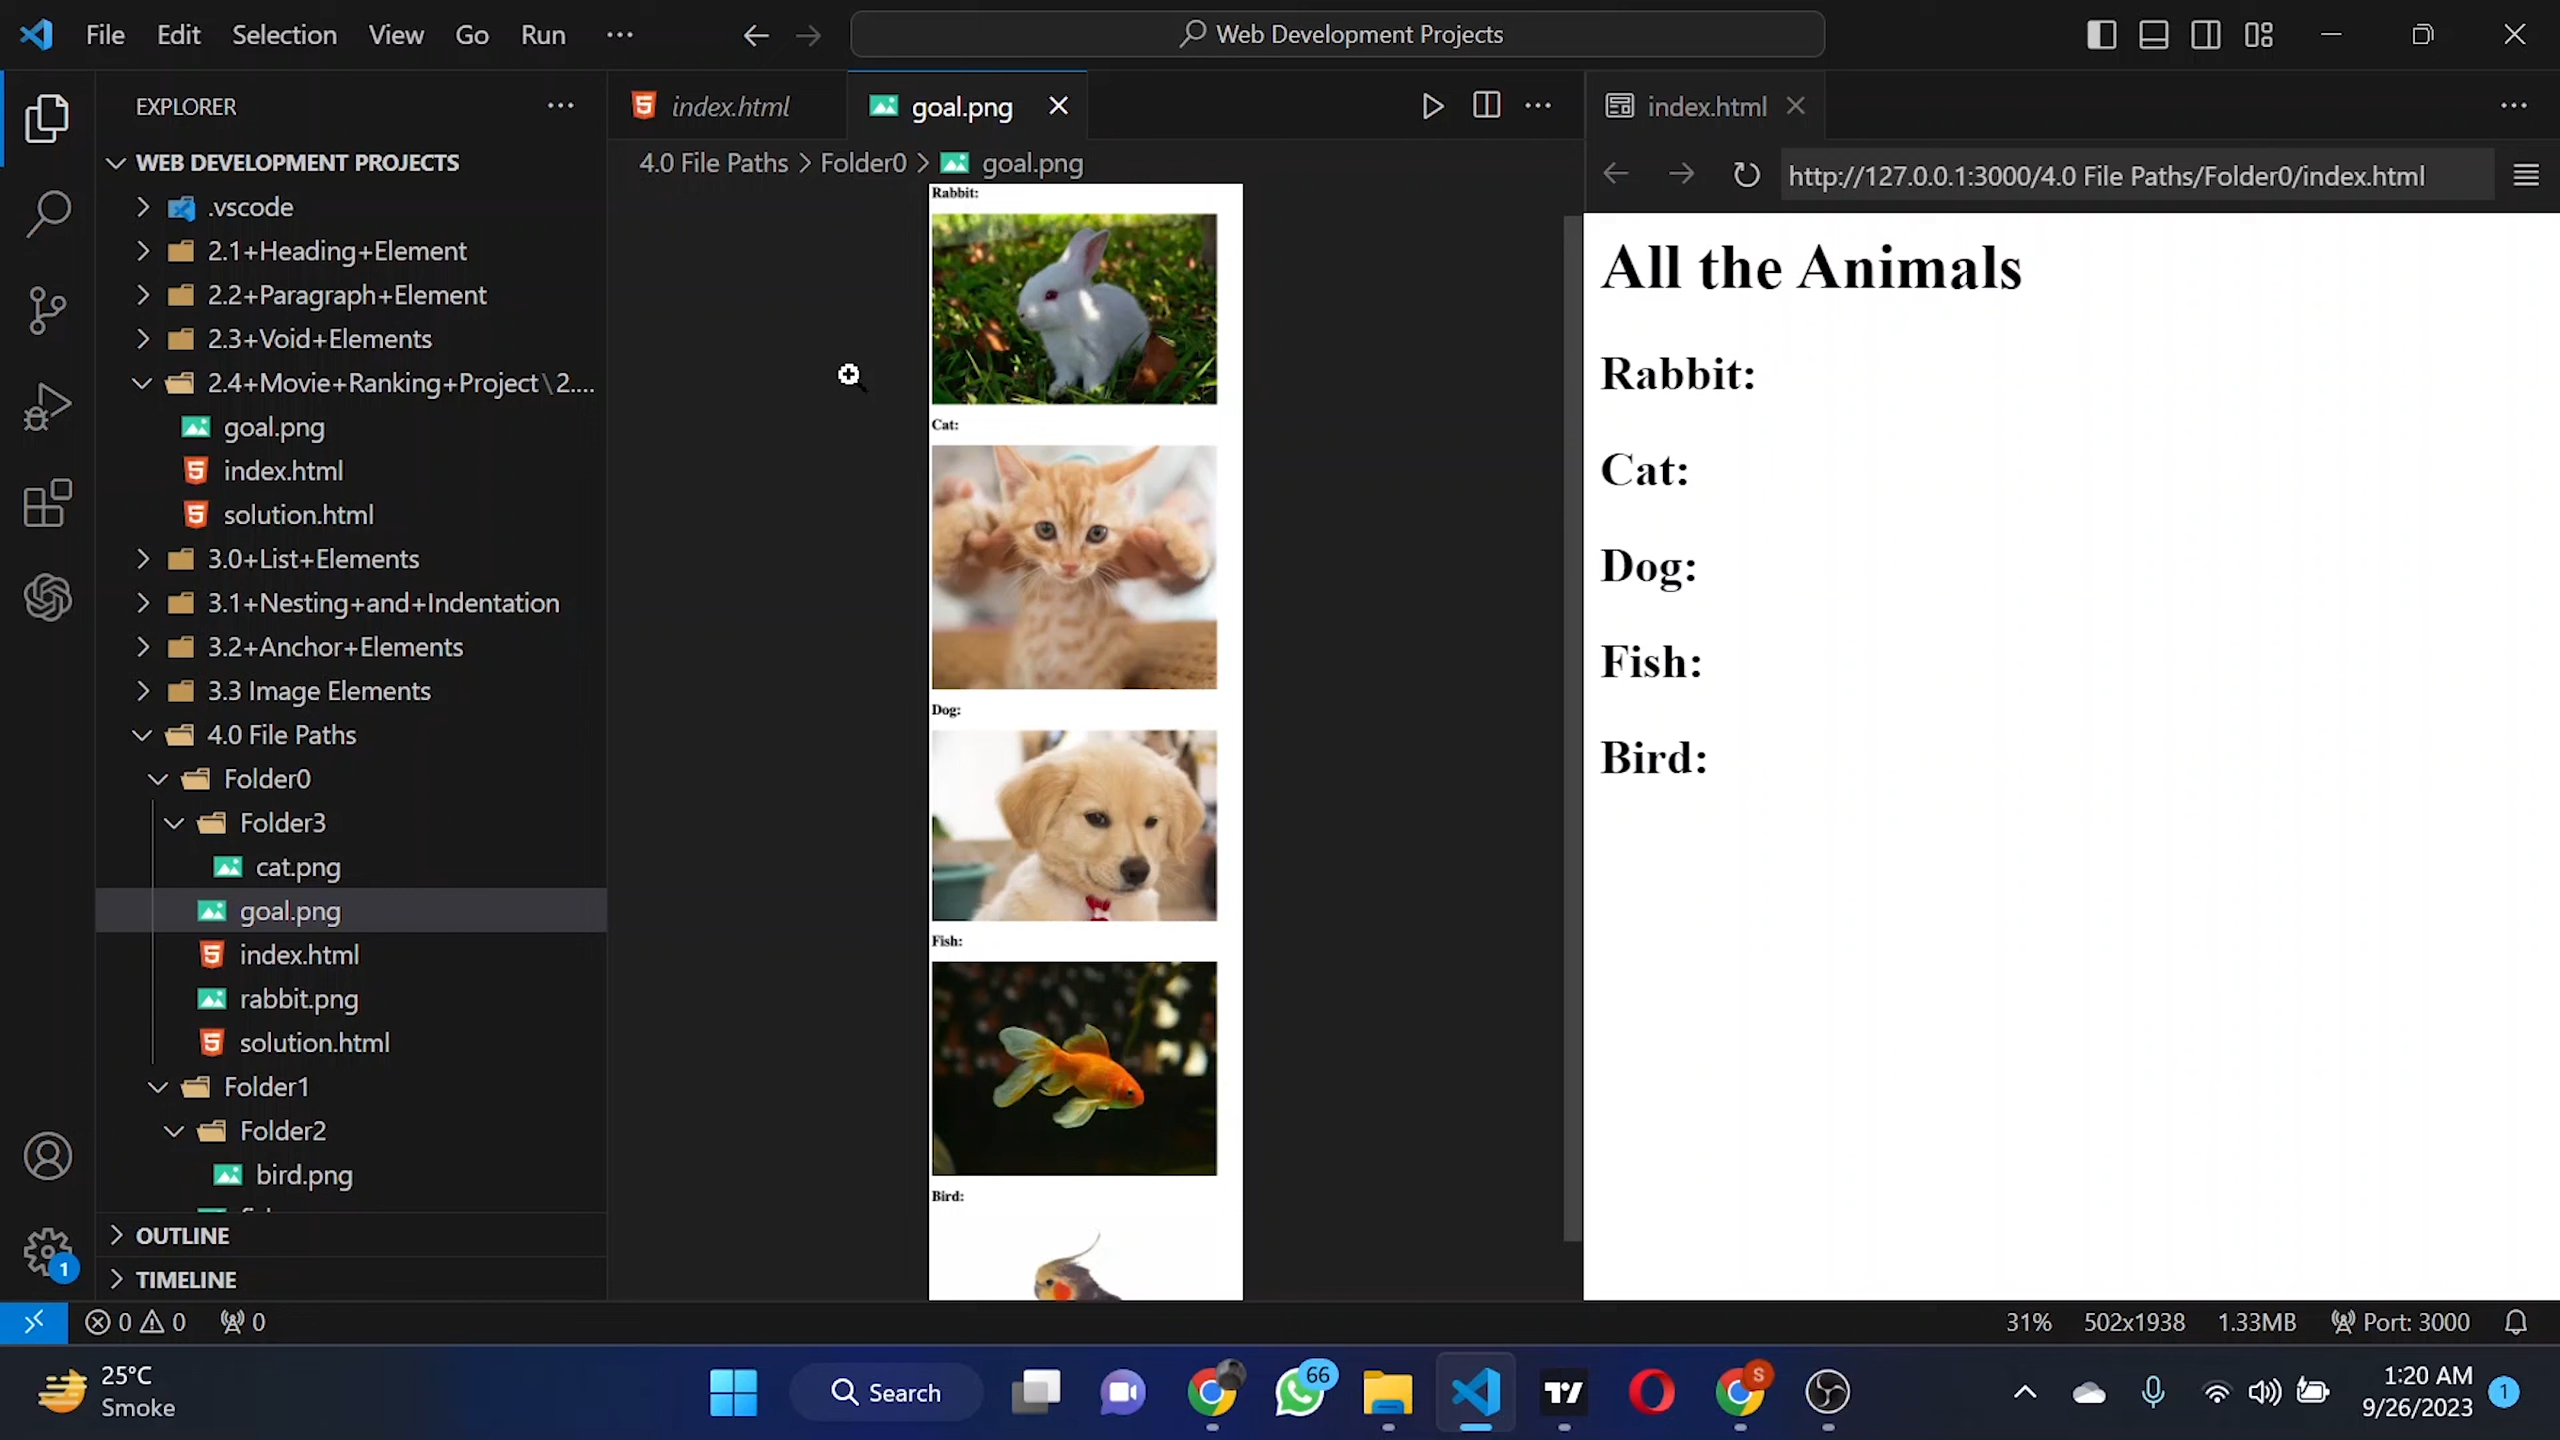 File Edit Selection View Go Run ··· Web Development Projects
EXPLORER
WEB DEVELOPMENT PROJECTS
.vscode
2.1+Heading+Element
2.2+Paragraph+Element
2.3+Void+Elements
2.4+Movie+Ranking+Project\2....
goal.png
index.html
solution.html
3.0+List+Elements
3.1+Nesting+and+Indentation
3.2+Anchor+Elements
3.3 Image Elements
4.0 File Paths
Folder0
Folder3
cat.png
goal.png
index.html
rabbit.png
solution.html
Folder1
Folder2
bird.png
OUTLINE
TIMELINE
index.html goal.png
4.0 File Paths > Folder0 > goal.png
Rabbit:
Cat:
Dog:
Fish:
Bird:
index.html
http://127.0.0.1:3000/4.0 File Paths/Folder0/index.html
All the Animals
Rabbit:
Cat:
Dog:
Fish:
Bird:
1
0 0 0 31% 502x1938 1.33MB Port: 3000
25°C
Smoke
Search
66
S
1:20 AM
9/26/2023
1